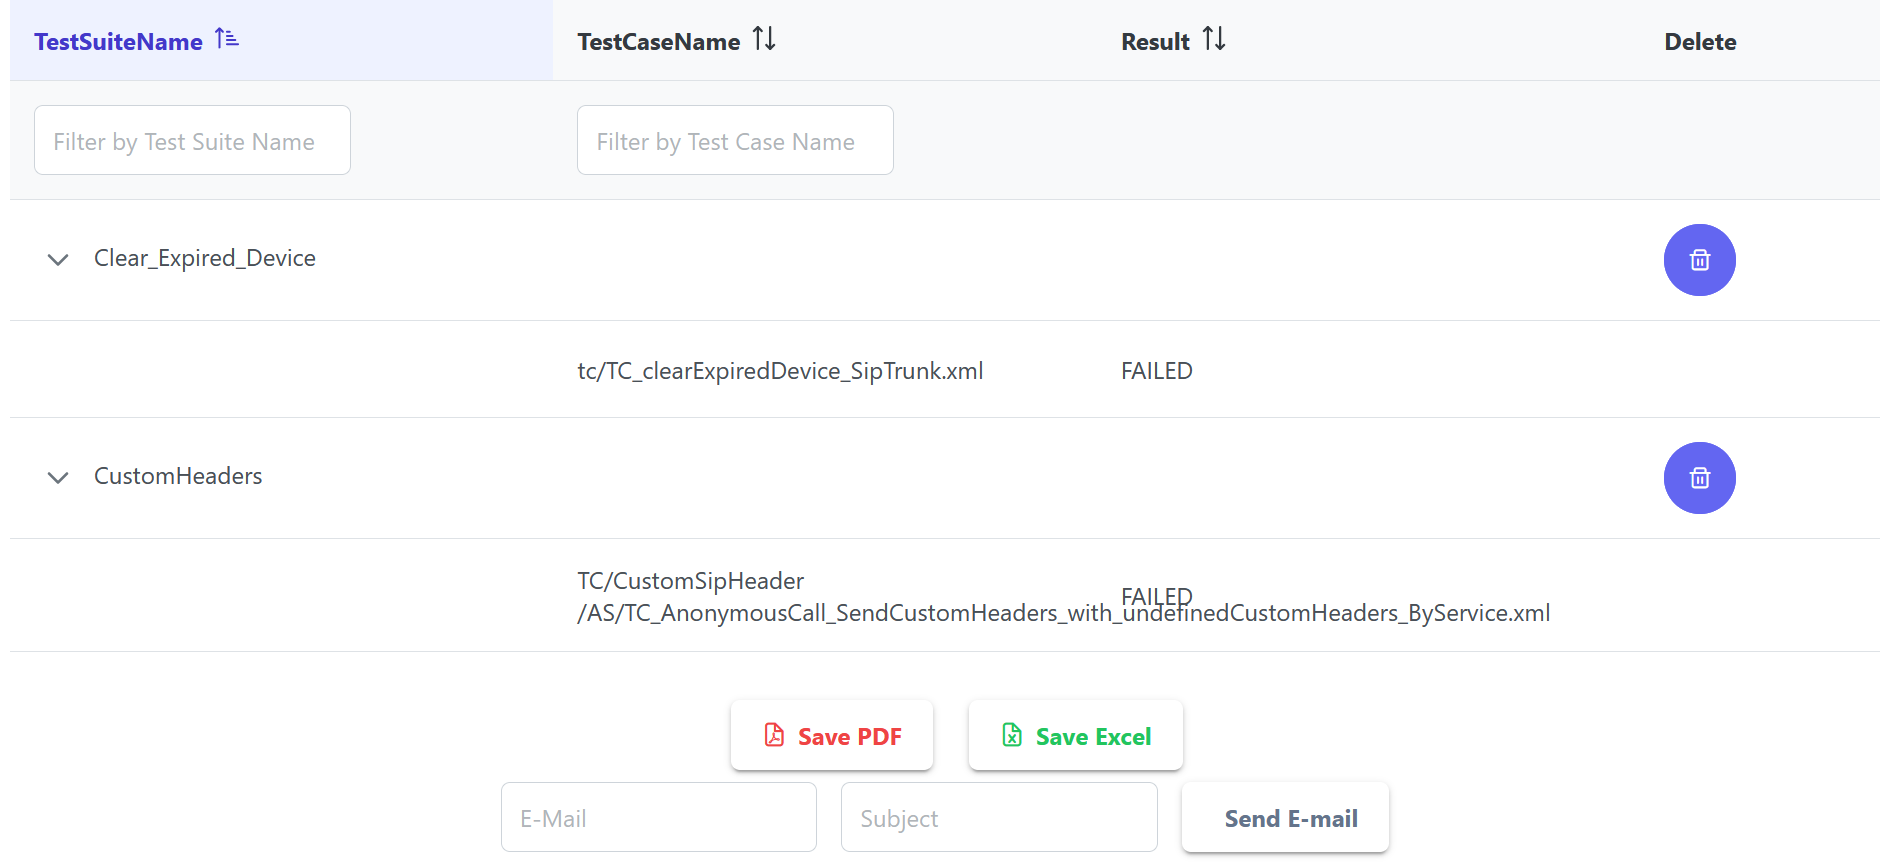 TestSuiteName
TestCaseName
Result
Delete
Filter by Test Suite Name
Filter by Test Case Name
Clear_Expired_Device
tc/TC_clearExpiredDevice_SipTrunk.xml
FAILED
CustomHeaders
TC/CustomSipHeader
/AS/TC_AnonymousCall_SendCustomHeaders_with_undefinedCustomHeaders_ByService.xml
FAILED
Save PDF
Save Excel
E-Mail
Subject
Send E-mail